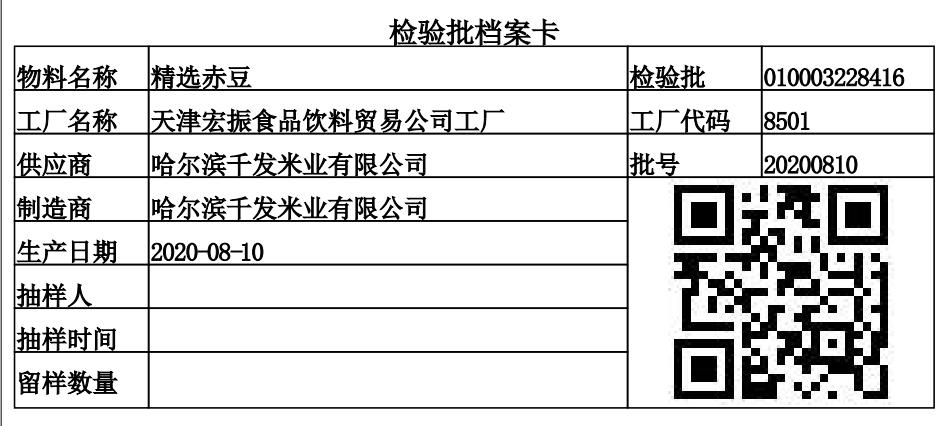 检验批档案卡
物料名称 精选赤豆 检验批 010003228416
工厂名称 天津宏振食品饮料贸易公司工厂 工厂代码 8501
供应商 哈尔滨千发米业有限公司 批号 20200810
制造商 哈尔滨千发米业有限公司
生产日期 2020-08-10
抽样人
抽样时间
留样数量